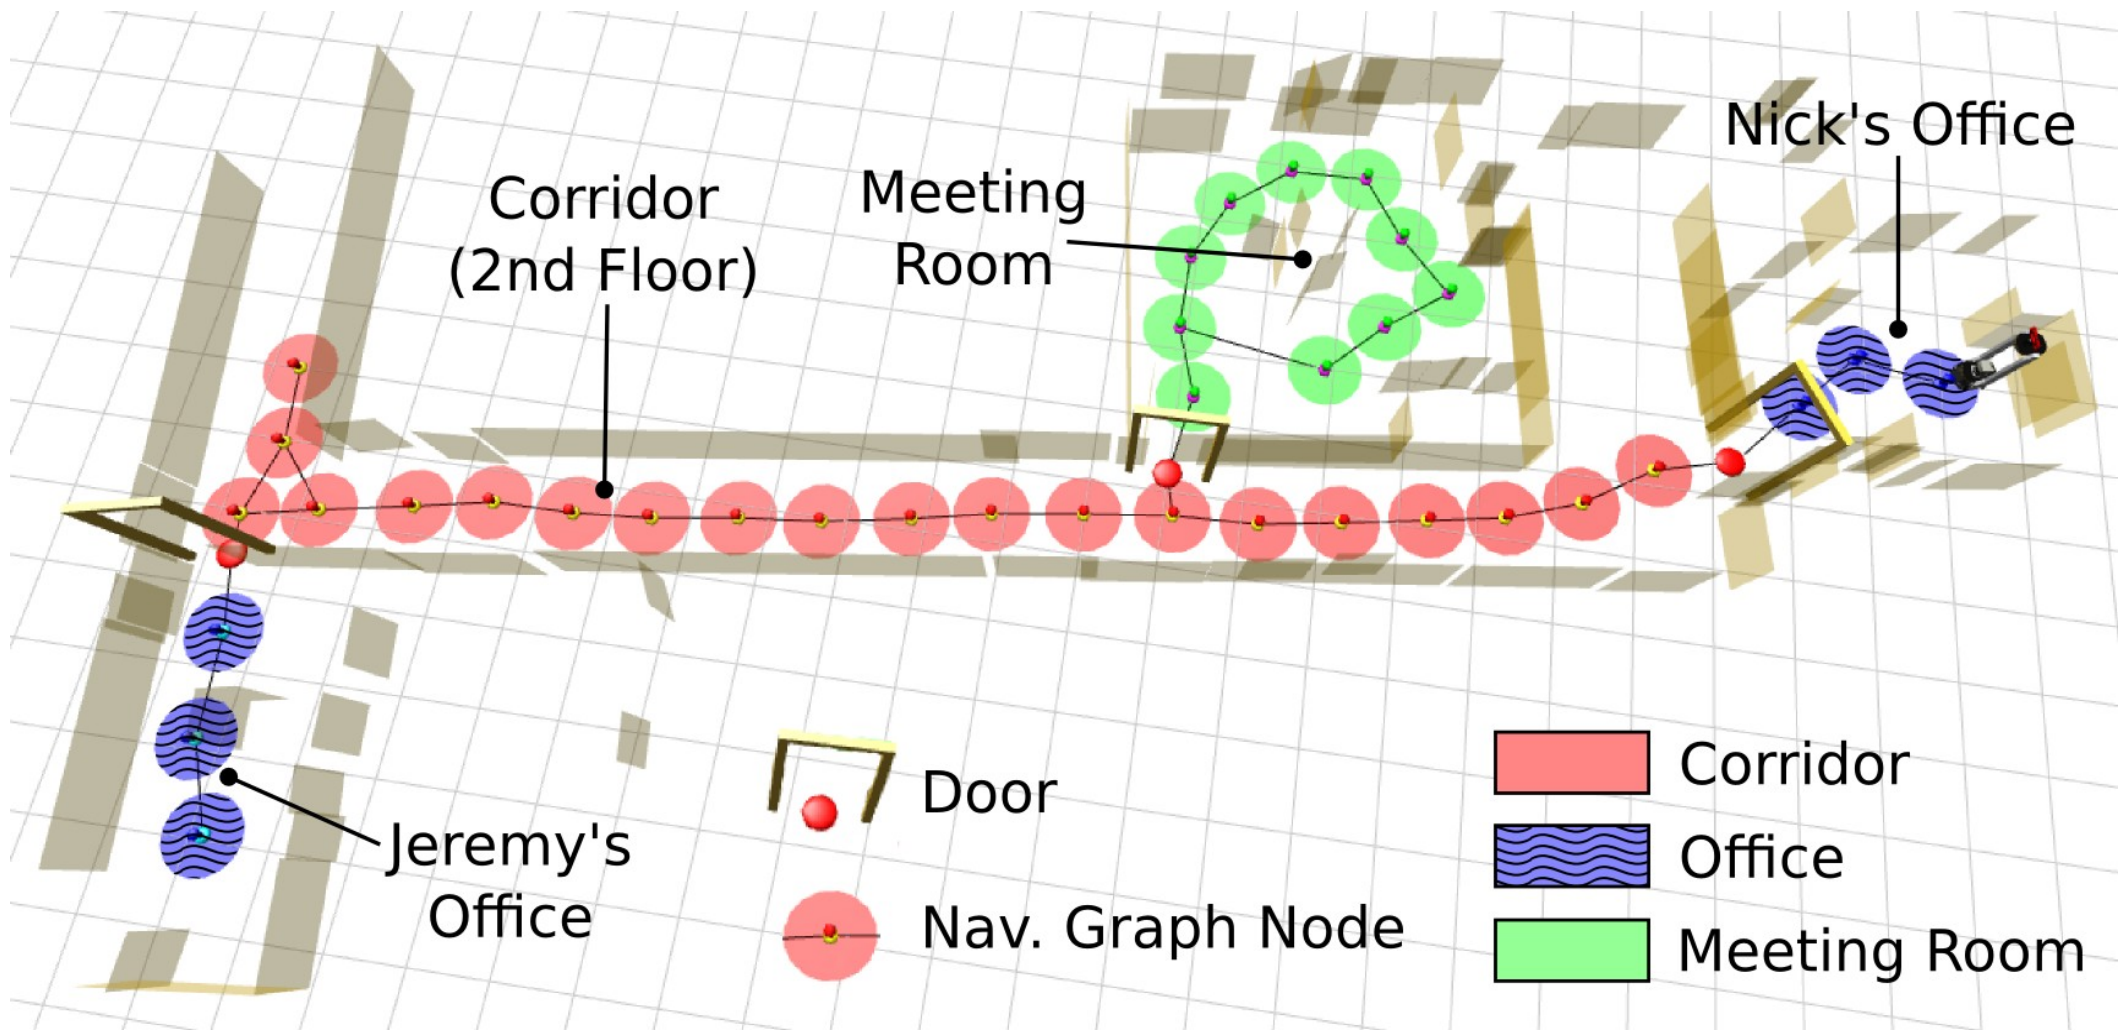 Nick's Office
Corridor
(2nd Floor)
Meeting
Room
Jeremy's
Office
Door
Nav. Graph Node
Corridor
Office
Meeting Room